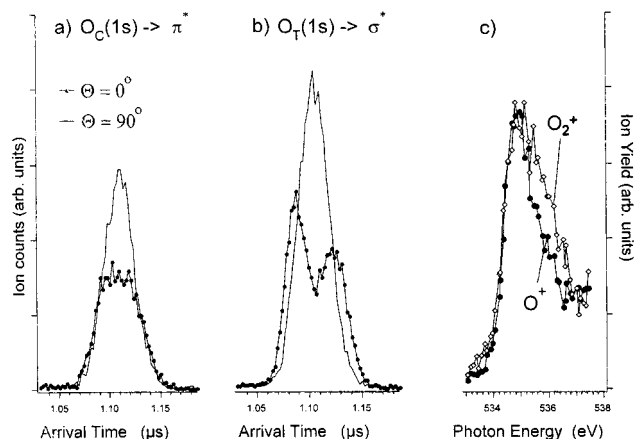 a) O_C(1s) -> π*
b) O_T(1s) -> σ*
c)
Θ = 0°
Θ = 90°
Ion counts (arb. units)
Ion Yield (arb. units)
O₂⁺
O⁺
1.05 1.10 1.15
1.05 1.10 1.15
534 536 538
Arrival Time (µs)
Arrival Time (µs)
Photon Energy (eV)